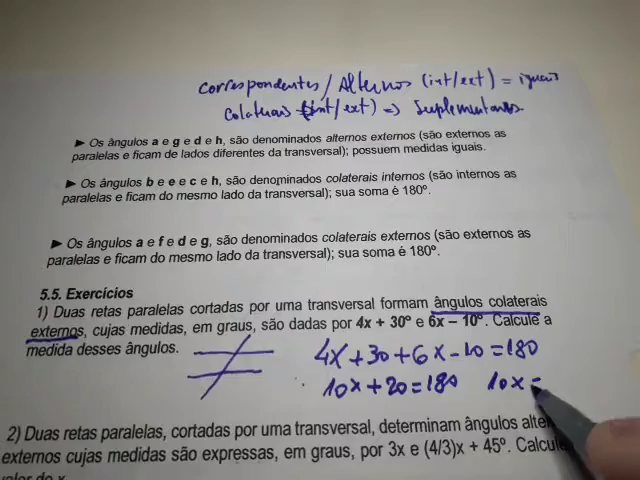 Correspondentes / Alternos (int/ext) = iguais
Colaterais (int/ext) => Suplementares
► Os ângulos a e g e d e h, são denominados alternos externos (são externos as
paralelas e ficam de lados diferentes da transversal); possuem medidas iguais.
► Os ângulos b e e e c e h, são denominados colaterais internos (são internos as
paralelas e ficam do mesmo lado da transversal); sua soma é 180º.
► Os ângulos a e f e d e g, são denominados colaterais externos (são externos as
paralelas e ficam do mesmo lado da transversal); sua soma é 180º.
5.5. Exercícios
1) Duas retas paralelas cortadas por uma transversal formam ângulos colaterais
externos, cujas medidas, em graus, são dadas por 4x + 30º e 6x – 10º. Calcule a
medida desses ângulos.
4x + 30 + 6x - 10 = 180
10x + 20 = 180 10x =
2) Duas retas paralelas, cortadas por uma transversal, determinam ângulos
externos cujas medidas são expressas, em graus, por 3x e (4/3)x + 45º. Calcule
valor do x